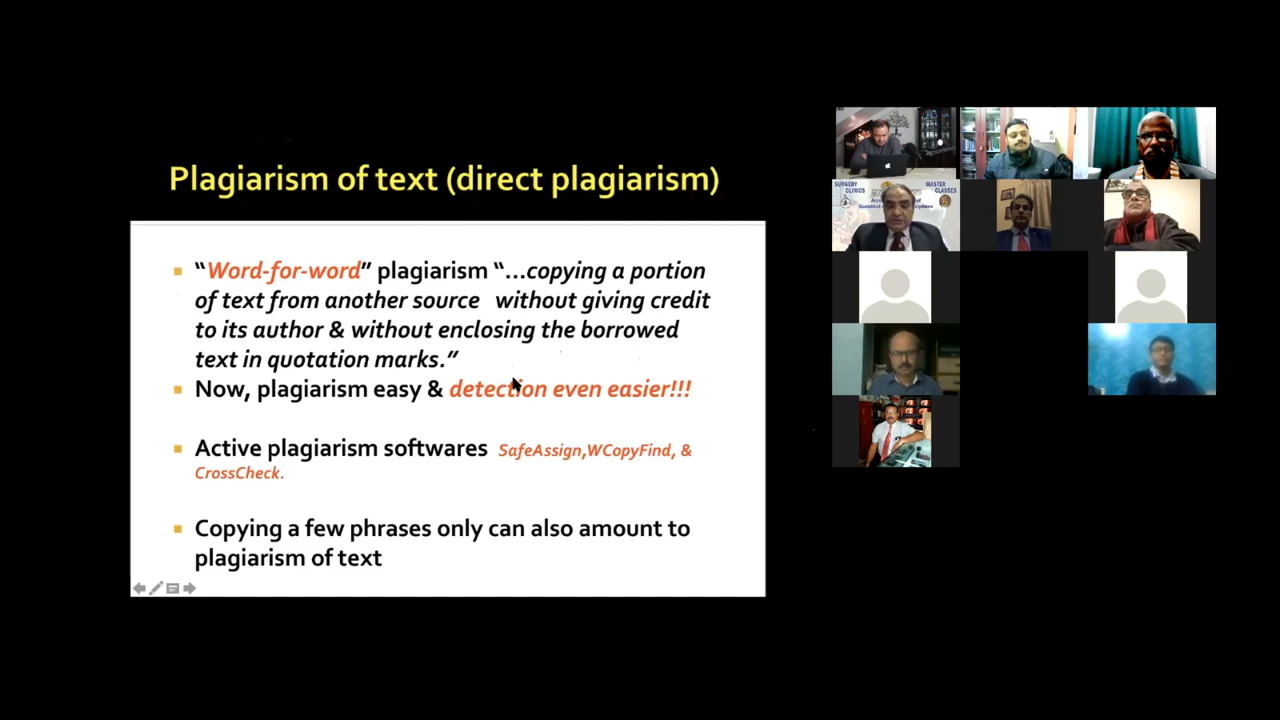 Plagiarism of text (direct plagiarism)
“Word-for-word” plagiarism “…copying a portion
of text from another source without giving credit
to its author & without enclosing the borrowed
text in quotation marks.”
Now, plagiarism easy & detection even easier!!!
Active plagiarism softwares SafeAssign,WCopyFind, &
CrossCheck.
Copying a few phrases only can also amount to
plagiarism of text
SURGERY
CLINICS
MASTER
CLASSES